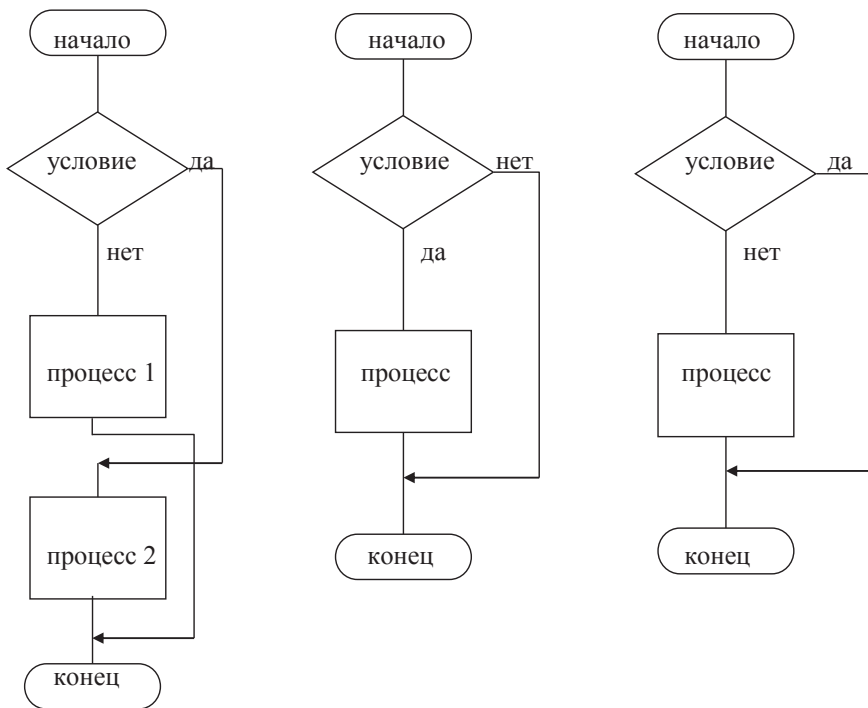 начало
условие
да
нет
процесс 1
процесс 2
конец
начало
условие
нет
да
процесс
конец
начало
условие
да
нет
процесс
конец